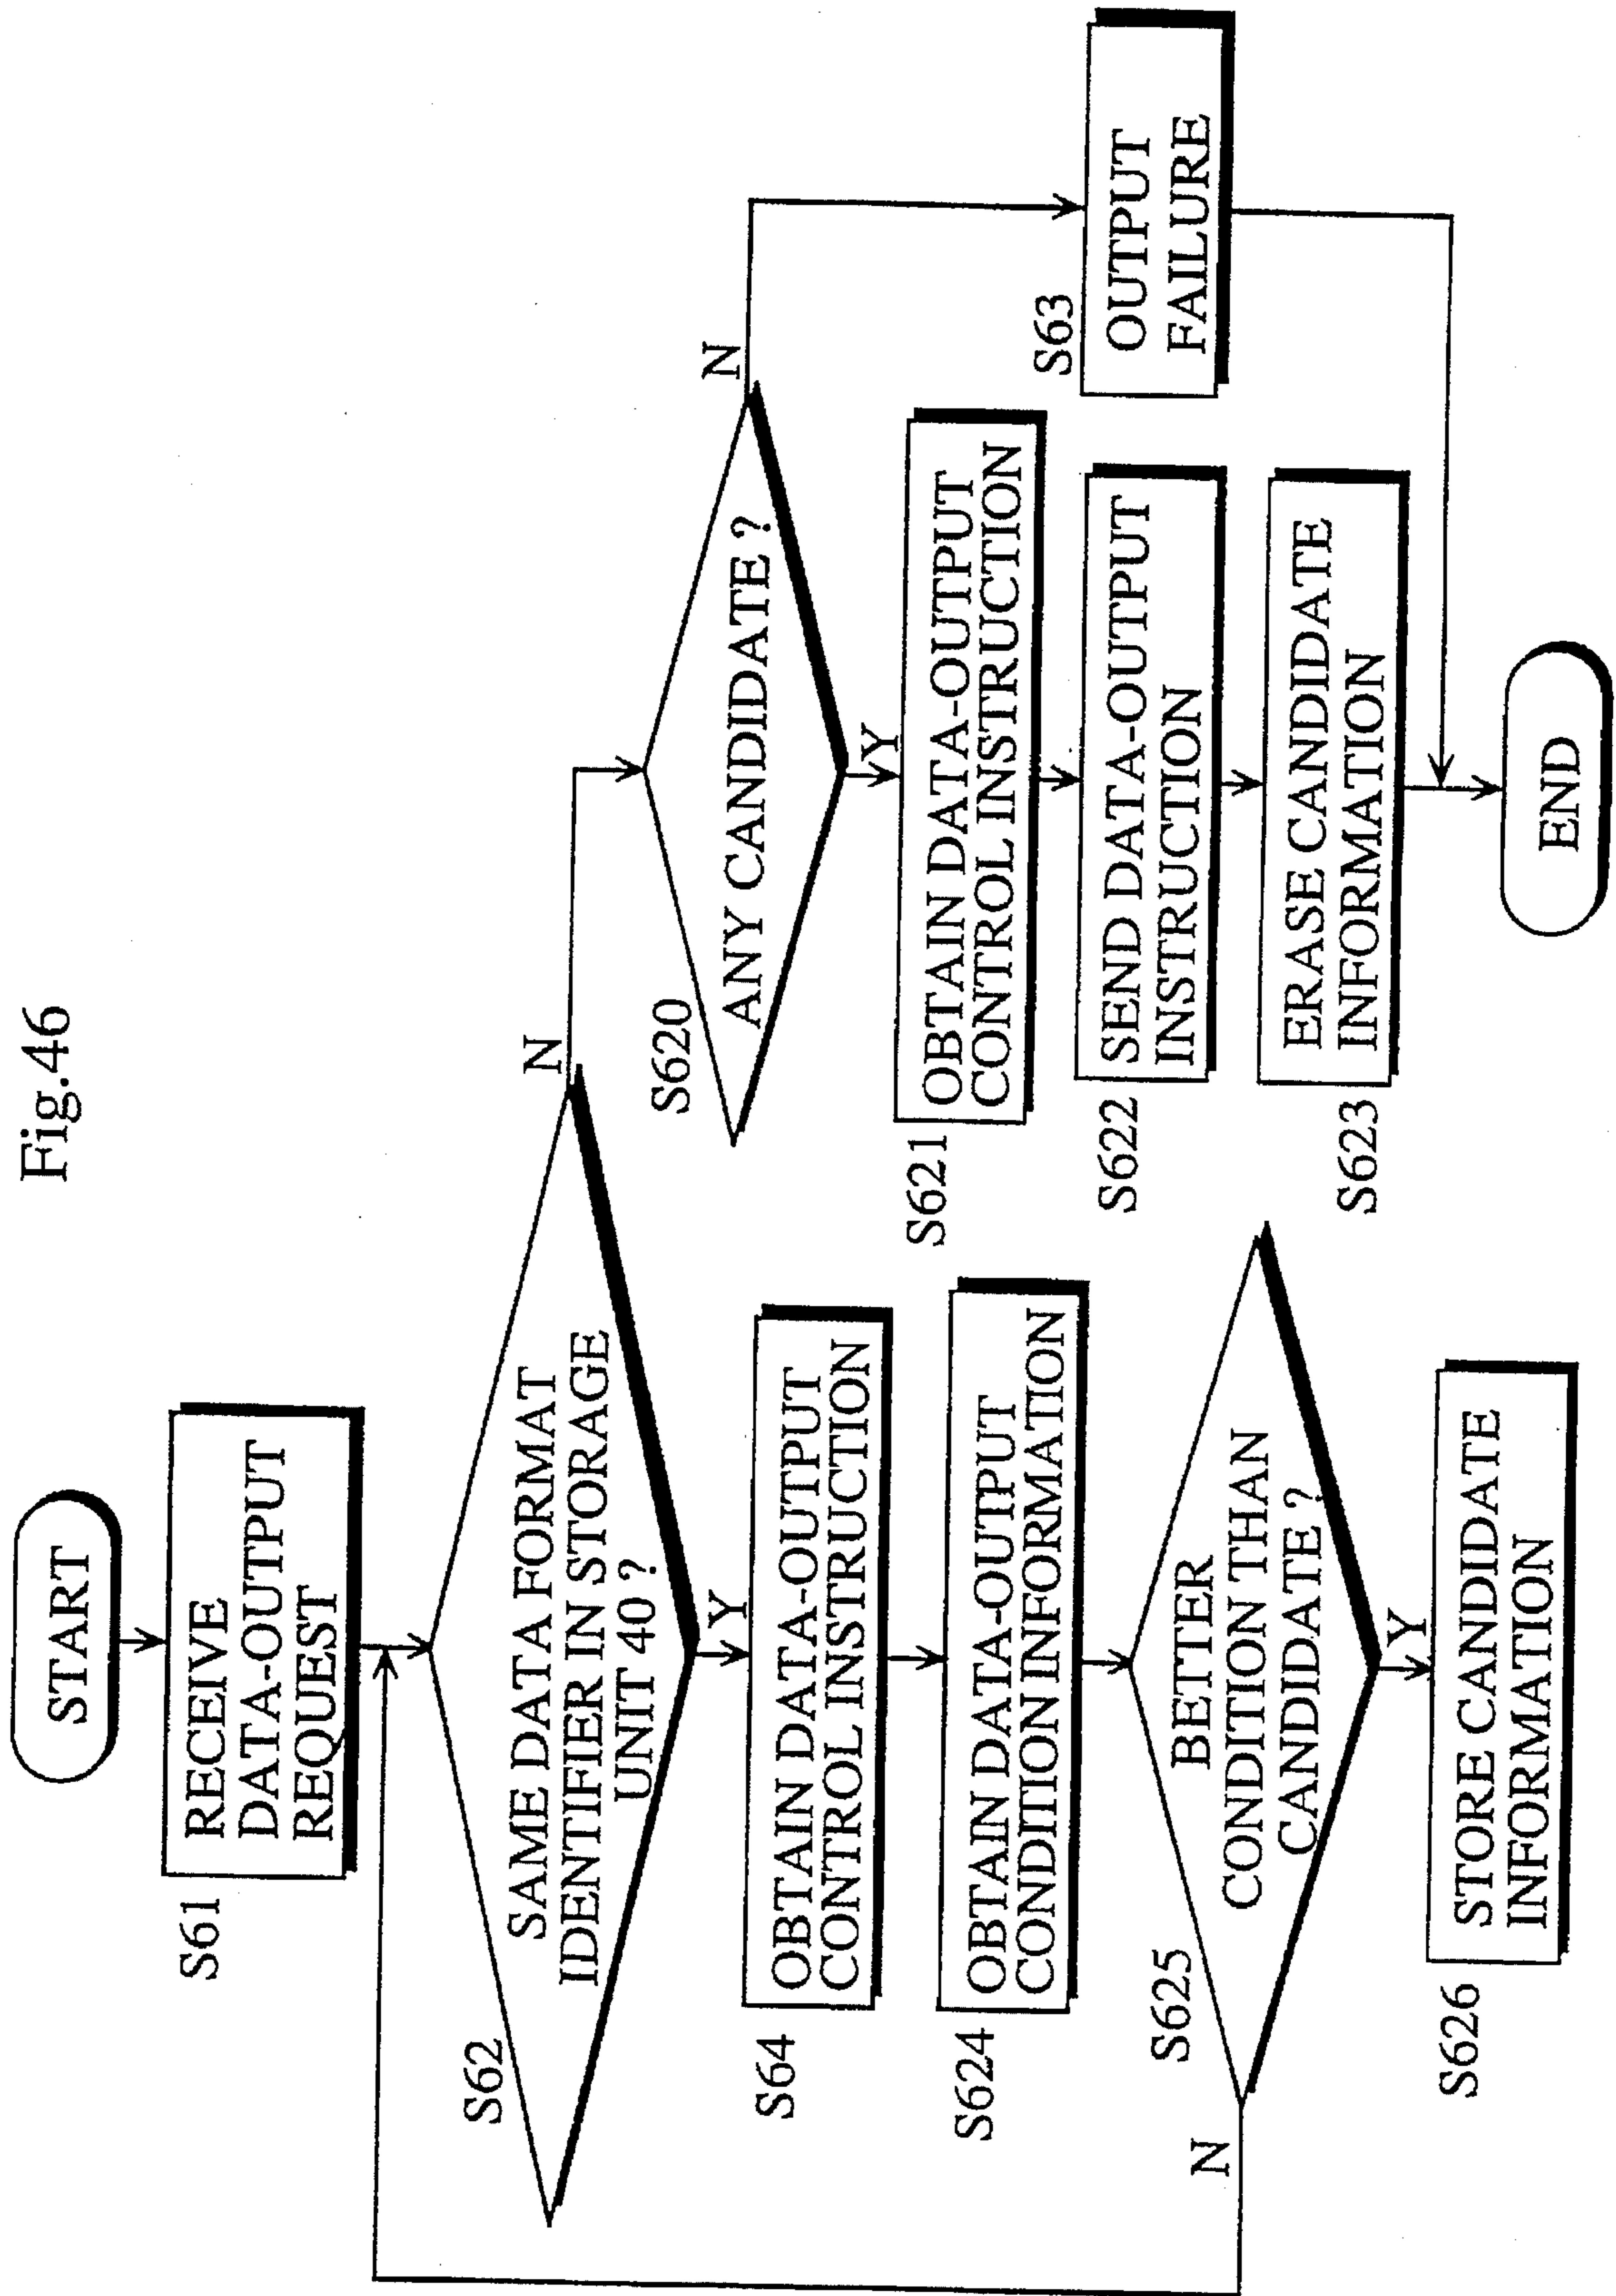 Fig.46
START
S61
RECEIVE
DATA-OUTPUT
REQUEST
S62
SAME DATA FORMAT
IDENTIFIER IN STORAGE
UNIT 40 ?
N
Y
S64
OBTAIN DATA-OUTPUT
CONTROL INSTRUCTION
S624
OBTAIN DATA-OUTPUT
CONDITION INFORMATION
S625
BETTER
CONDITION THAN
CANDIDATE ?
N
Y
S626
STORE CANDIDATE
INFORMATION
S620
ANY CANDIDATE ?
N
Y
S621
OBTAIN DATA-OUTPUT
CONTROL INSTRUCTION
S622
SEND DATA-OUTPUT
INSTRUCTION
S623
ERASE CANDIDATE
INFORMATION
S63
OUTPUT
FAILURE
END